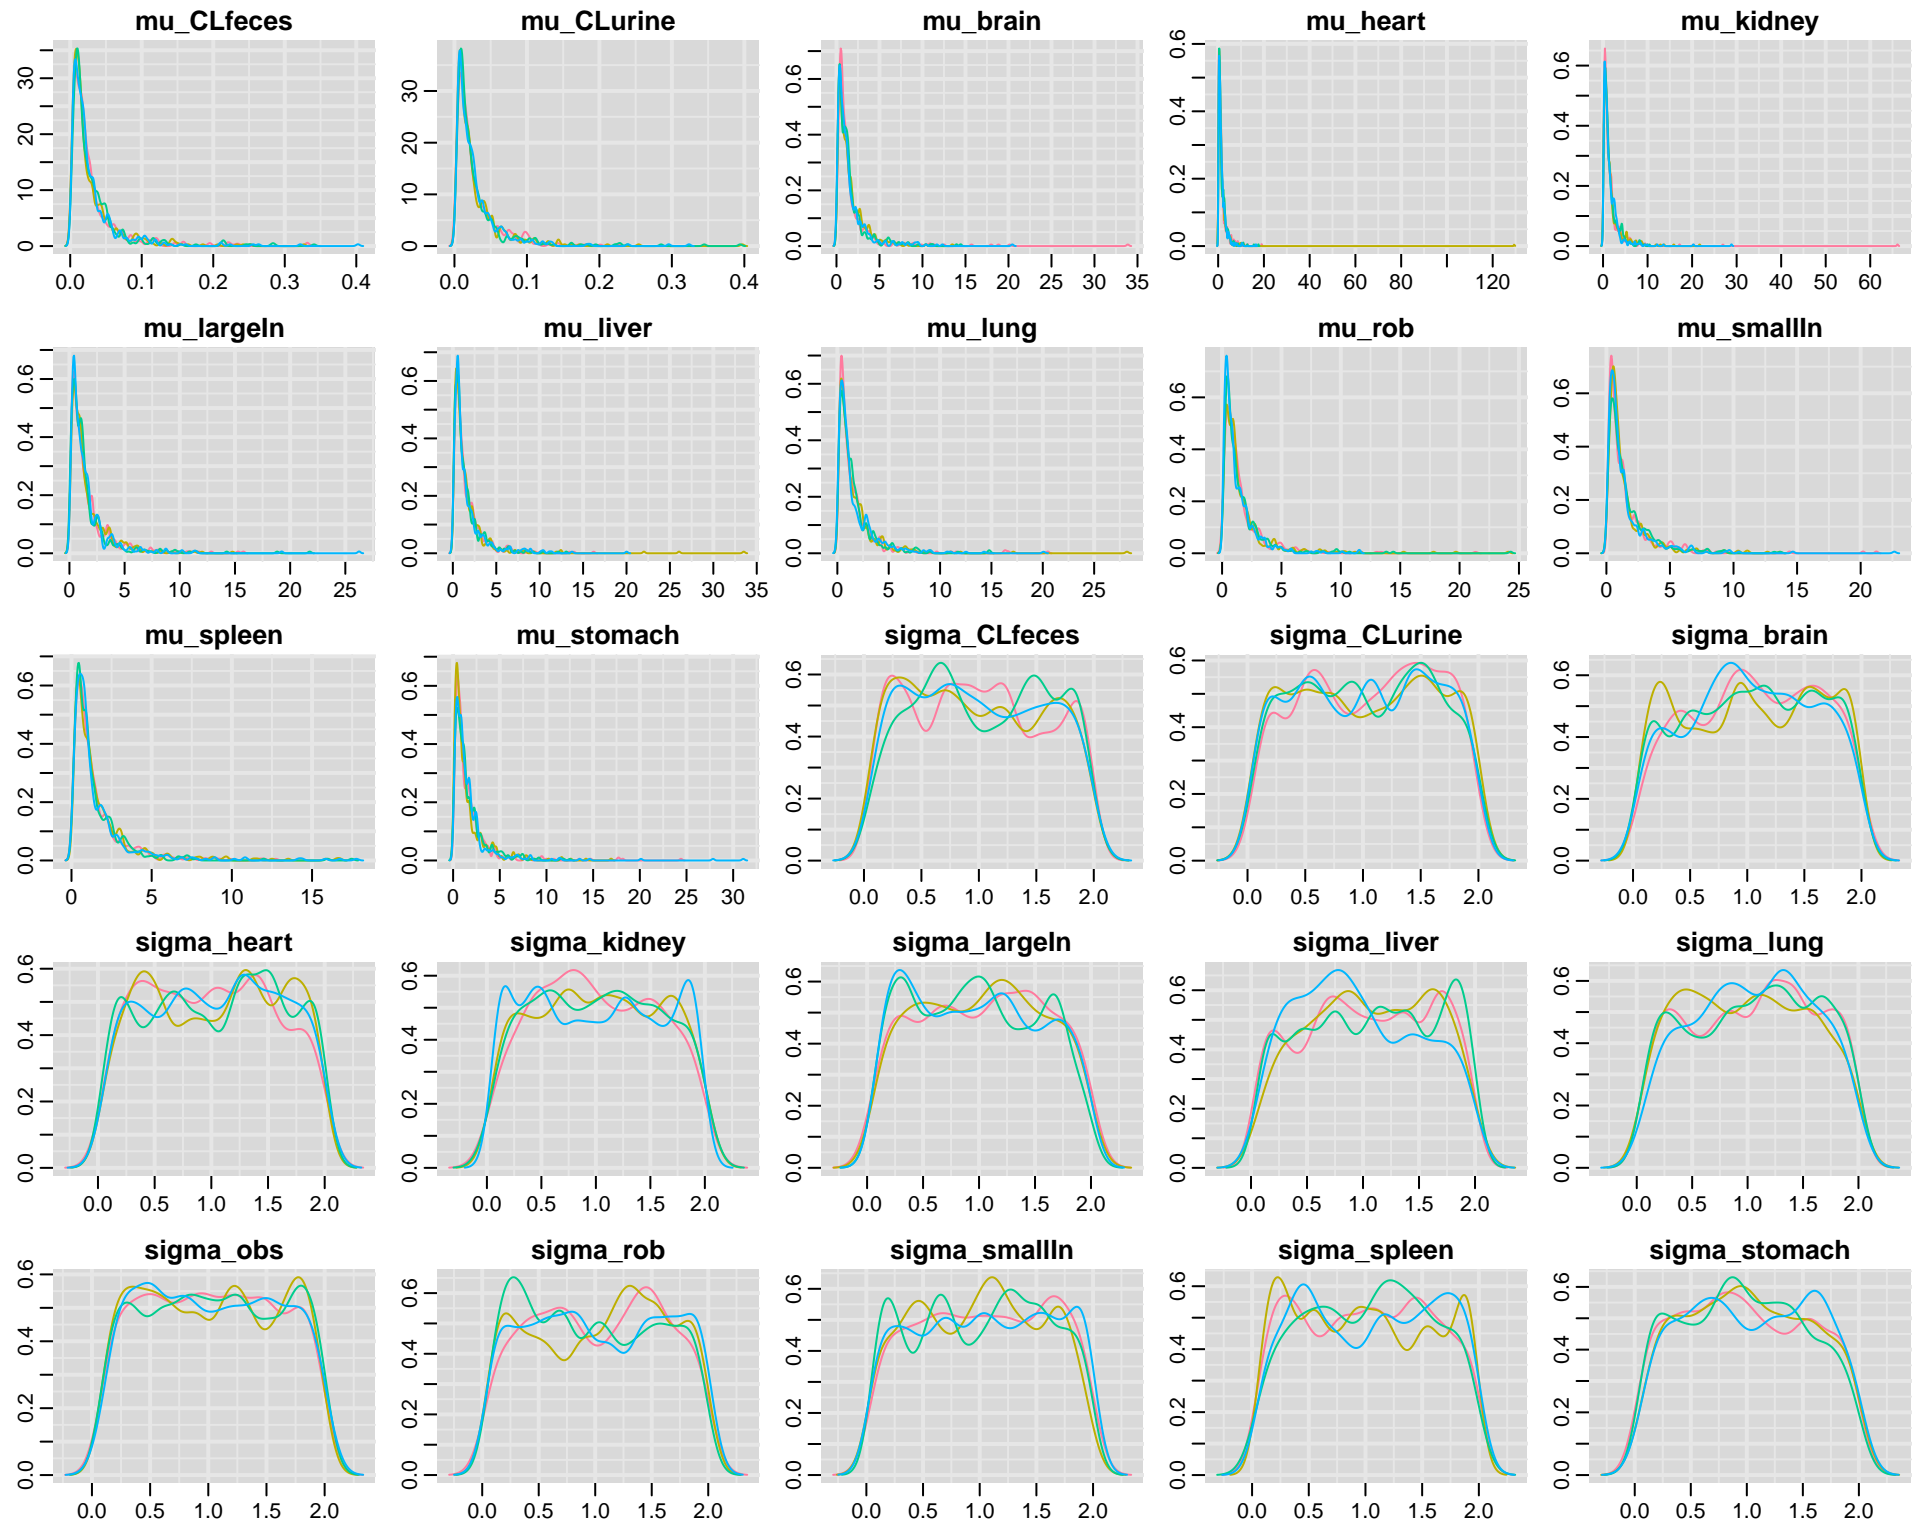 mu_CLfeces
0 10 20 30
0.0 0.1 0.2 0.3 0.4
mu_CLurine
0 10 20 30
0.0 0.1 0.2 0.3 0.4
mu_brain
0.0 0.2 0.4 0.6
0 5 10 15 20 25 30 35
mu_heart
0.0 0.2 0.4 0.6
0 20 40 60 80 120
mu_kidney
0.0 0.2 0.4 0.6
0 10 20 30 40 50 60
mu_largeIn
0.0 0.2 0.4 0.6
0 5 10 15 20 25
mu_liver
0.0 0.2 0.4 0.6
0 5 10 15 20 25 30 35
mu_lung
0.0 0.2 0.4 0.6
0 5 10 15 20 25
mu_rob
0.0 0.2 0.4 0.6
0 5 10 15 20 25
mu_smallIn
0.0 0.2 0.4 0.6
0 5 10 15 20
mu_spleen
0.0 0.2 0.4 0.6
0 5 10 15
mu_stomach
0.0 0.2 0.4 0.6
0 5 10 15 20 25 30
sigma_CLfeces
0.0 0.2 0.4 0.6
0.0 0.5 1.0 1.5 2.0
sigma_CLurine
0.0 0.2 0.4 0.6
0.0 0.5 1.0 1.5 2.0
sigma_brain
0.0 0.2 0.4 0.6
0.0 0.5 1.0 1.5 2.0
sigma_heart
0.0 0.2 0.4 0.6
0.0 0.5 1.0 1.5 2.0
sigma_kidney
0.0 0.2 0.4 0.6
0.0 0.5 1.0 1.5 2.0
sigma_largeIn
0.0 0.2 0.4 0.6
0.0 0.5 1.0 1.5 2.0
sigma_liver
0.0 0.2 0.4 0.6
0.0 0.5 1.0 1.5 2.0
sigma_lung
0.0 0.2 0.4 0.6
0.0 0.5 1.0 1.5 2.0
sigma_obs
0.0 0.2 0.4 0.6
0.0 0.5 1.0 1.5 2.0
sigma_rob
0.0 0.2 0.4 0.6
0.0 0.5 1.0 1.5 2.0
sigma_smallIn
0.0 0.2 0.4 0.6
0.0 0.5 1.0 1.5 2.0
sigma_spleen
0.0 0.2 0.4 0.6
0.0 0.5 1.0 1.5 2.0
sigma_stomach
0.0 0.2 0.4 0.6
0.0 0.5 1.0 1.5 2.0